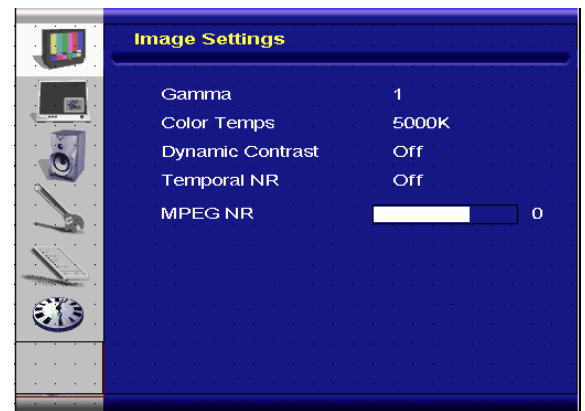 Image Settings
Gamma 1
Color Temps 5000K
Dynamic Contrast Off
Temporal NR Off
MPEG NR 0